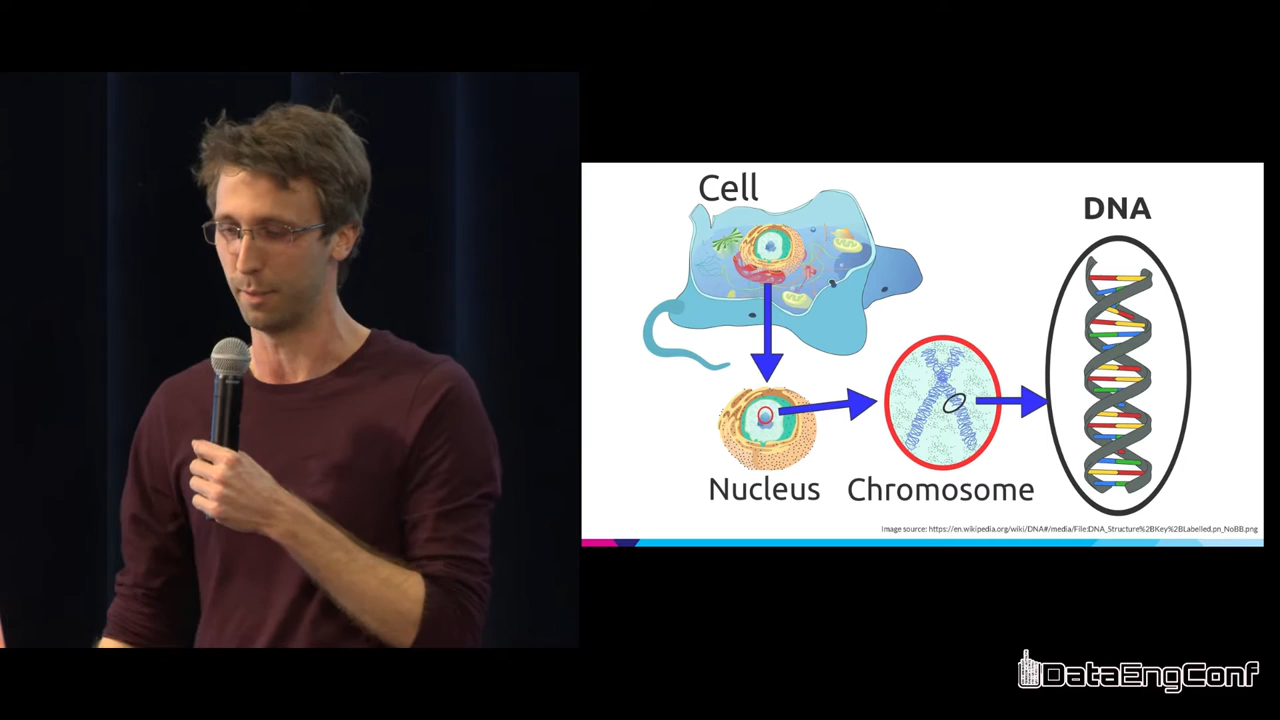 Cell
DNA
Nucleus
Chromosome
Image source: https://en.wikipedia.org/wiki/DNA#/media/File:DNA_Structure%2BKey%2BLabelled.pn_NoBB.png
DataEngConf